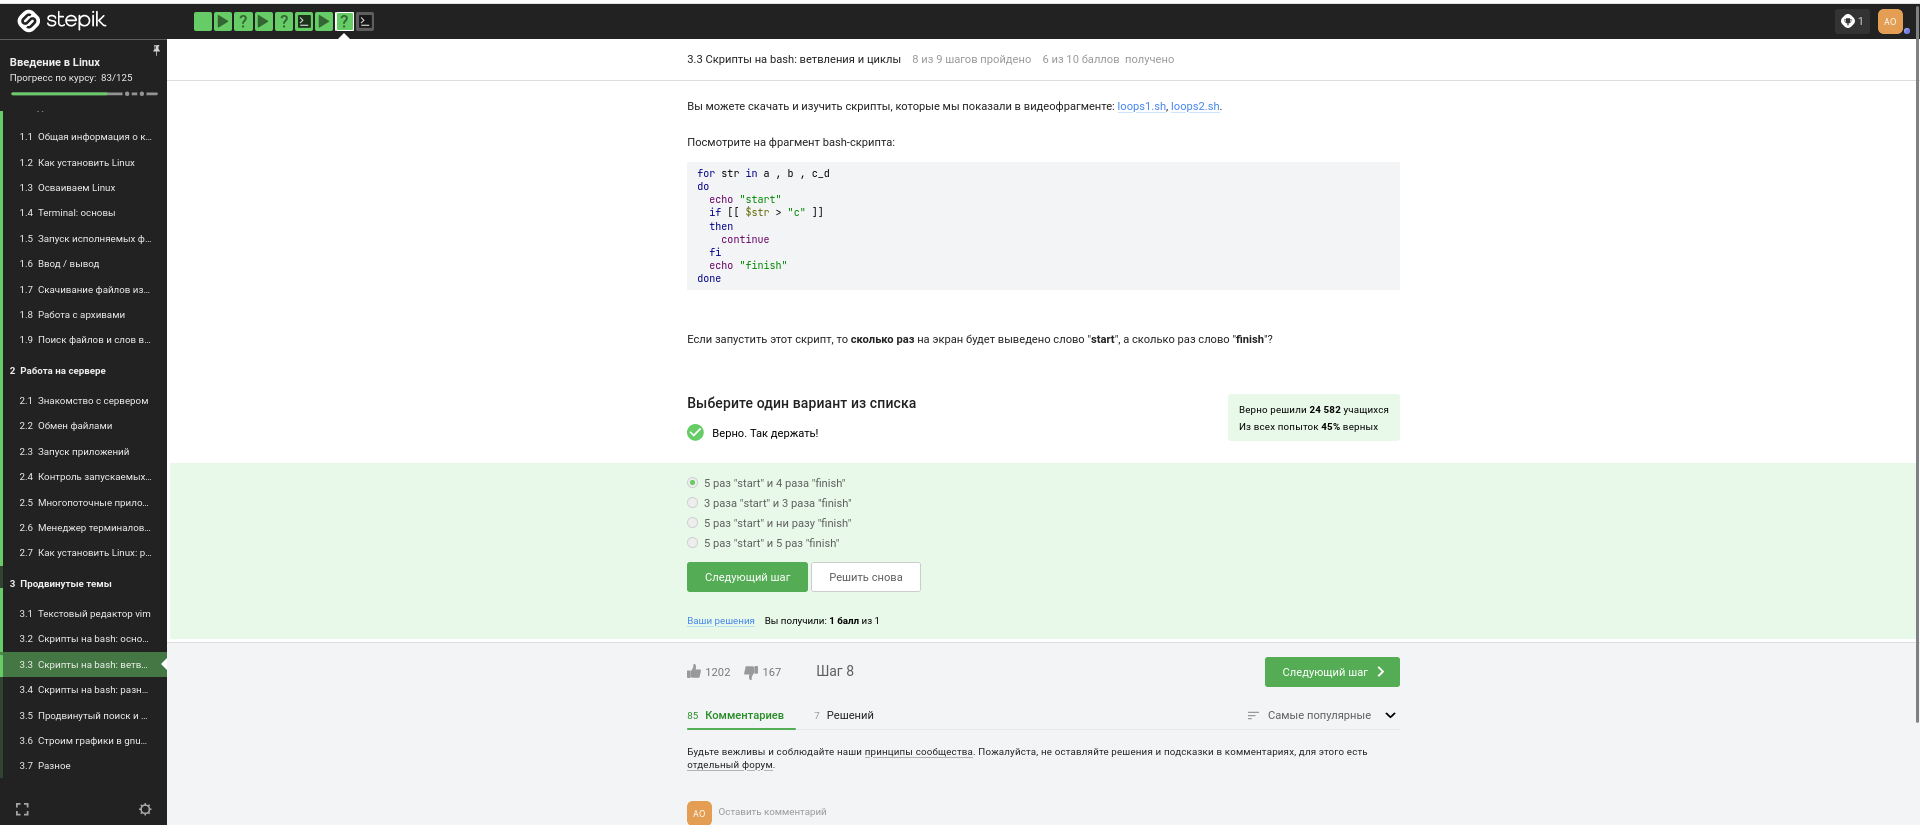 stepik
? ? ?
1
AO
Введение в Linux
Прогресс по курсу: 83/125
3.3 Скрипты на bash: ветвления и циклы 8 из 9 шагов пройдено 6 из 10 баллов получено
1.1 Общая информация о к...
1.2 Как установить Linux
1.3 Осваиваем Linux
1.4 Terminal: основы
1.5 Запуск исполняемых ф...
1.6 Ввод / вывод
1.7 Скачивание файлов из...
1.8 Работа с архивами
1.9 Поиск файлов и слов в...
2 Работа на сервере
2.1 Знакомство с сервером
2.2 Обмен файлами
2.3 Запуск приложений
2.4 Контроль запускаемых...
2.5 Многопоточные прило...
2.6 Менеджер терминалов...
2.7 Как установить Linux: р...
3 Продвинутые темы
3.1 Текстовый редактор vim
3.2 Скрипты на bash: осно...
3.3 Скрипты на bash: ветв...
3.4 Скрипты на bash: разн...
3.5 Продвинутый поиск и ...
3.6 Строим графики в gnu...
3.7 Разное
Вы можете скачать и изучить скрипты, которые мы показали в видеофрагменте: loops1.sh, loops2.sh.
Посмотрите на фрагмент bash-скрипта:
for str in a , b , c_d
do
echo "start"
if [[ $str > "c" ]]
then
continue
fi
echo "finish"
done
Если запустить этот скрипт, то сколько раз на экран будет выведено слово "start", а сколько раз слово "finish"?
Выберите один вариант из списка
Верно. Так держать!
Верно решили 24 582 учащихся
Из всех попыток 45% верных
5 раз "start" и 4 раза "finish"
3 раза "start" и 3 раза "finish"
5 раз "start" и ни разу "finish"
5 раз "start" и 5 раз "finish"
Следующий шаг Решить снова
Ваши решения Вы получили: 1 балл из 1
1202 167 Шаг 8 Следующий шаг
85 Комментариев 7 Решений Самые популярные
Будьте вежливы и соблюдайте наши принципы сообщества. Пожалуйста, не оставляйте решения и подсказки в комментариях, для этого есть
отдельный форум.
AO Оставить комментарий